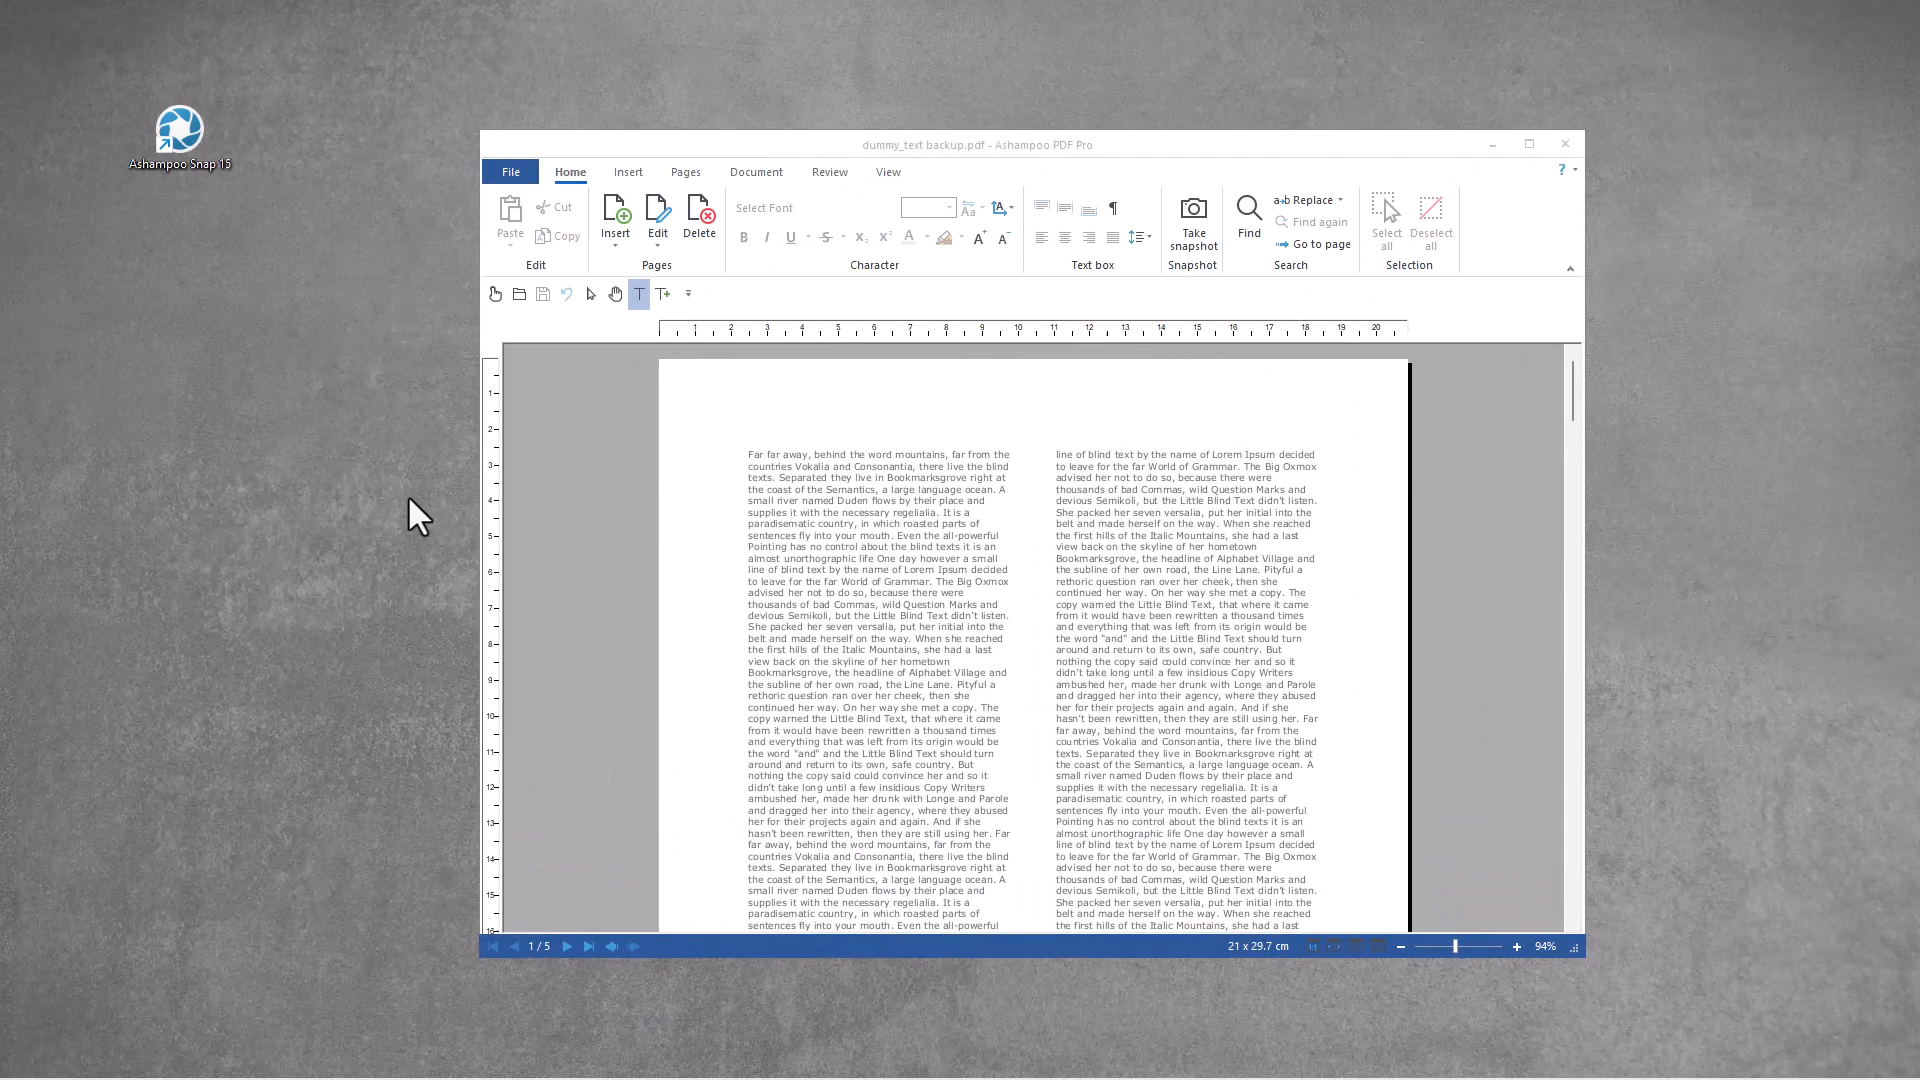 Ashampoo Snap 15
dummy_text backup.pdf - Ashampoo PDF Pro
File Home Insert Pages Document Review View ?
Paste Cut Copy Edit
Insert Edit Delete Pages
Select Font
B I U S X₂ X² A A⁺ A⁻ Character
¶ Text box
Take snapshot Snapshot
Find a→b Replace Find again Go to page Search
Select all Deselect all Selection
1 2 3 4 5 6 7 8 9 10 11 12 13 14 15 16 17 18 19 20
1 2 3 4 5 6 7 8 9 10 11 12 13 14 15 16
Far far away, behind the word mountains, far from the
countries Vokalia and Consonantia, there live the blind
texts. Separated they live in Bookmarksgrove right at
the coast of the Semantics, a large language ocean. A
small river named Duden flows by their place and
supplies it with the necessary regelialia. It is a
paradisematic country, in which roasted parts of
sentences fly into your mouth. Even the all-powerful
Pointing has no control about the blind texts it is an
almost unorthographic life One day however a small
line of blind text by the name of Lorem Ipsum decided
to leave for the far World of Grammar. The Big Oxmox
advised her not to do so, because there were
thousands of bad Commas, wild Question Marks and
devious Semikoli, but the Little Blind Text didn't listen.
She packed her seven versalia, put her initial into the
belt and made herself on the way. When she reached
the first hills of the Italic Mountains, she had a last
view back on the skyline of her hometown
Bookmarksgrove, the headline of Alphabet Village and
the subline of her own road, the Line Lane. Pityful a
rethoric question ran over her cheek, then she
continued her way. On her way she met a copy. The
copy warned the Little Blind Text, that where it came
from it would have been rewritten a thousand times
and everything that was left from its origin would be
the word "and" and the Little Blind Text should turn
around and return to its own, safe country. But
nothing the copy said could convince her and so it
didn't take long until a few insidious Copy Writers
ambushed her, made her drunk with Longe and Parole
and dragged her into their agency, where they abused
her for their projects again and again. And if she
hasn't been rewritten, then they are still using her. Far
far away, behind the word mountains, far from the
countries Vokalia and Consonantia, there live the blind
texts. Separated they live in Bookmarksgrove right at
the coast of the Semantics, a large language ocean. A
small river named Duden flows by their place and
supplies it with the necessary regelialia. It is a
paradisematic country, in which roasted parts of
sentences fly into your mouth. Even the all-powerful
line of blind text by the name of Lorem Ipsum decided
to leave for the far World of Grammar. The Big Oxmox
advised her not to do so, because there were
thousands of bad Commas, wild Question Marks and
devious Semikoli, but the Little Blind Text didn't listen.
She packed her seven versalia, put her initial into the
belt and made herself on the way. When she reached
the first hills of the Italic Mountains, she had a last
view back on the skyline of her hometown
Bookmarksgrove, the headline of Alphabet Village and
the subline of her own road, the Line Lane. Pityful a
rethoric question ran over her cheek, then she
continued her way. On her way she met a copy. The
copy warned the Little Blind Text, that where it came
from it would have been rewritten a thousand times
and everything that was left from its origin would be
the word "and" and the Little Blind Text should turn
around and return to its own, safe country. But
nothing the copy said could convince her and so it
didn't take long until a few insidious Copy Writers
ambushed her, made her drunk with Longe and Parole
and dragged her into their agency, where they abused
her for their projects again and again. And if she
hasn't been rewritten, then they are still using her. Far
far away, behind the word mountains, far from the
countries Vokalia and Consonantia, there live the blind
texts. Separated they live in Bookmarksgrove right at
the coast of the Semantics, a large language ocean. A
small river named Duden flows by their place and
supplies it with the necessary regelialia. It is a
paradisematic country, in which roasted parts of
sentences fly into your mouth. Even the all-powerful
Pointing has no control about the blind texts it is an
almost unorthographic life One day however a small
line of blind text by the name of Lorem Ipsum decided
to leave for the far World of Grammar. The Big Oxmox
advised her not to do so, because there were
thousands of bad Commas, wild Question Marks and
devious Semikoli, but the Little Blind Text didn't listen.
She packed her seven versalia, put her initial into the
belt and made herself on the way. When she reached
the first hills of the Italic Mountains, she had a last
1 / 5 21 x 29.7 cm 94%